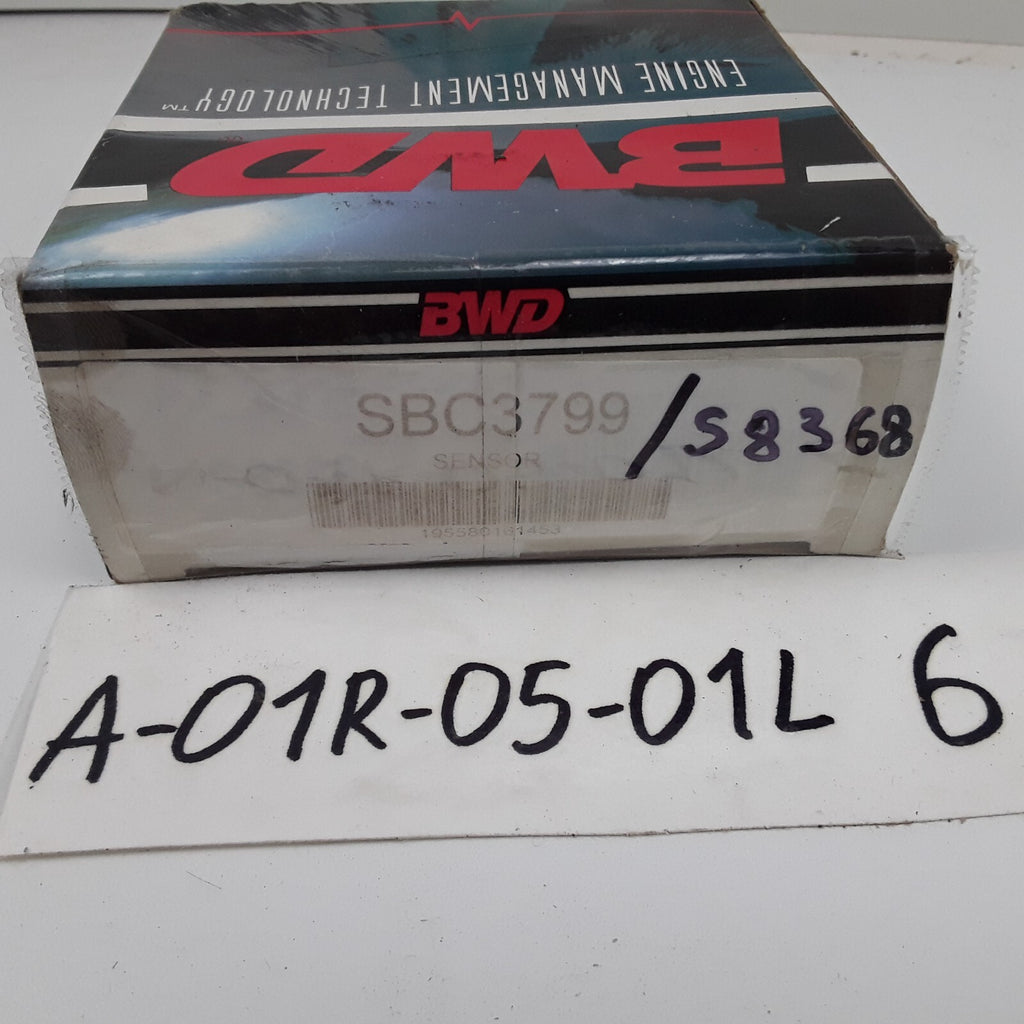 ENGINE MANAGEMENT TECHNOLOGY™
BWD®
BWD
SBC3799 /S8368
SENSOR
A-01R-05-01L 6